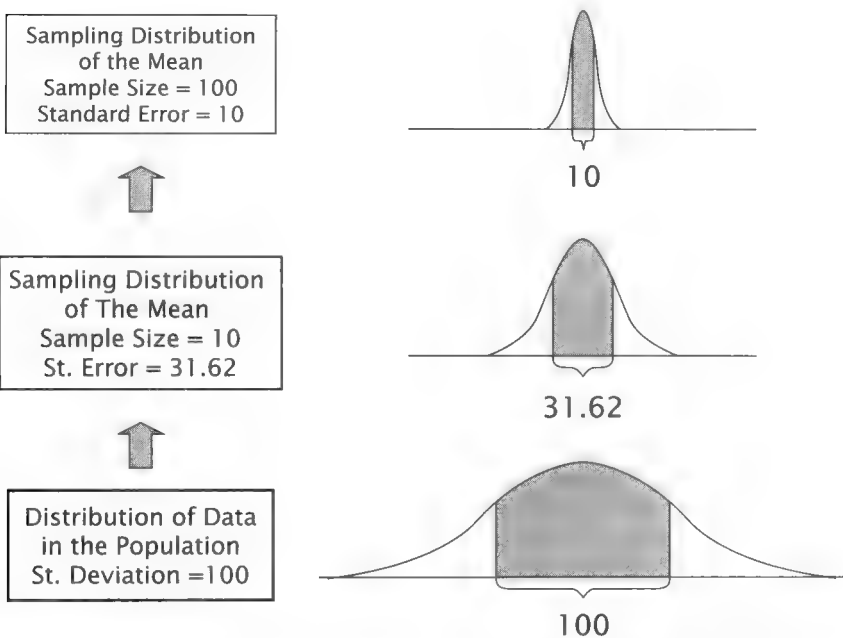 Sampling Distribution
of the Mean
Sample Size = 100
Standard Error = 10
10
Sampling Distribution
of The Mean
Sample Size = 10
St. Error = 31.62
31.62
Distribution of Data
in the Population
St. Deviation =100
100